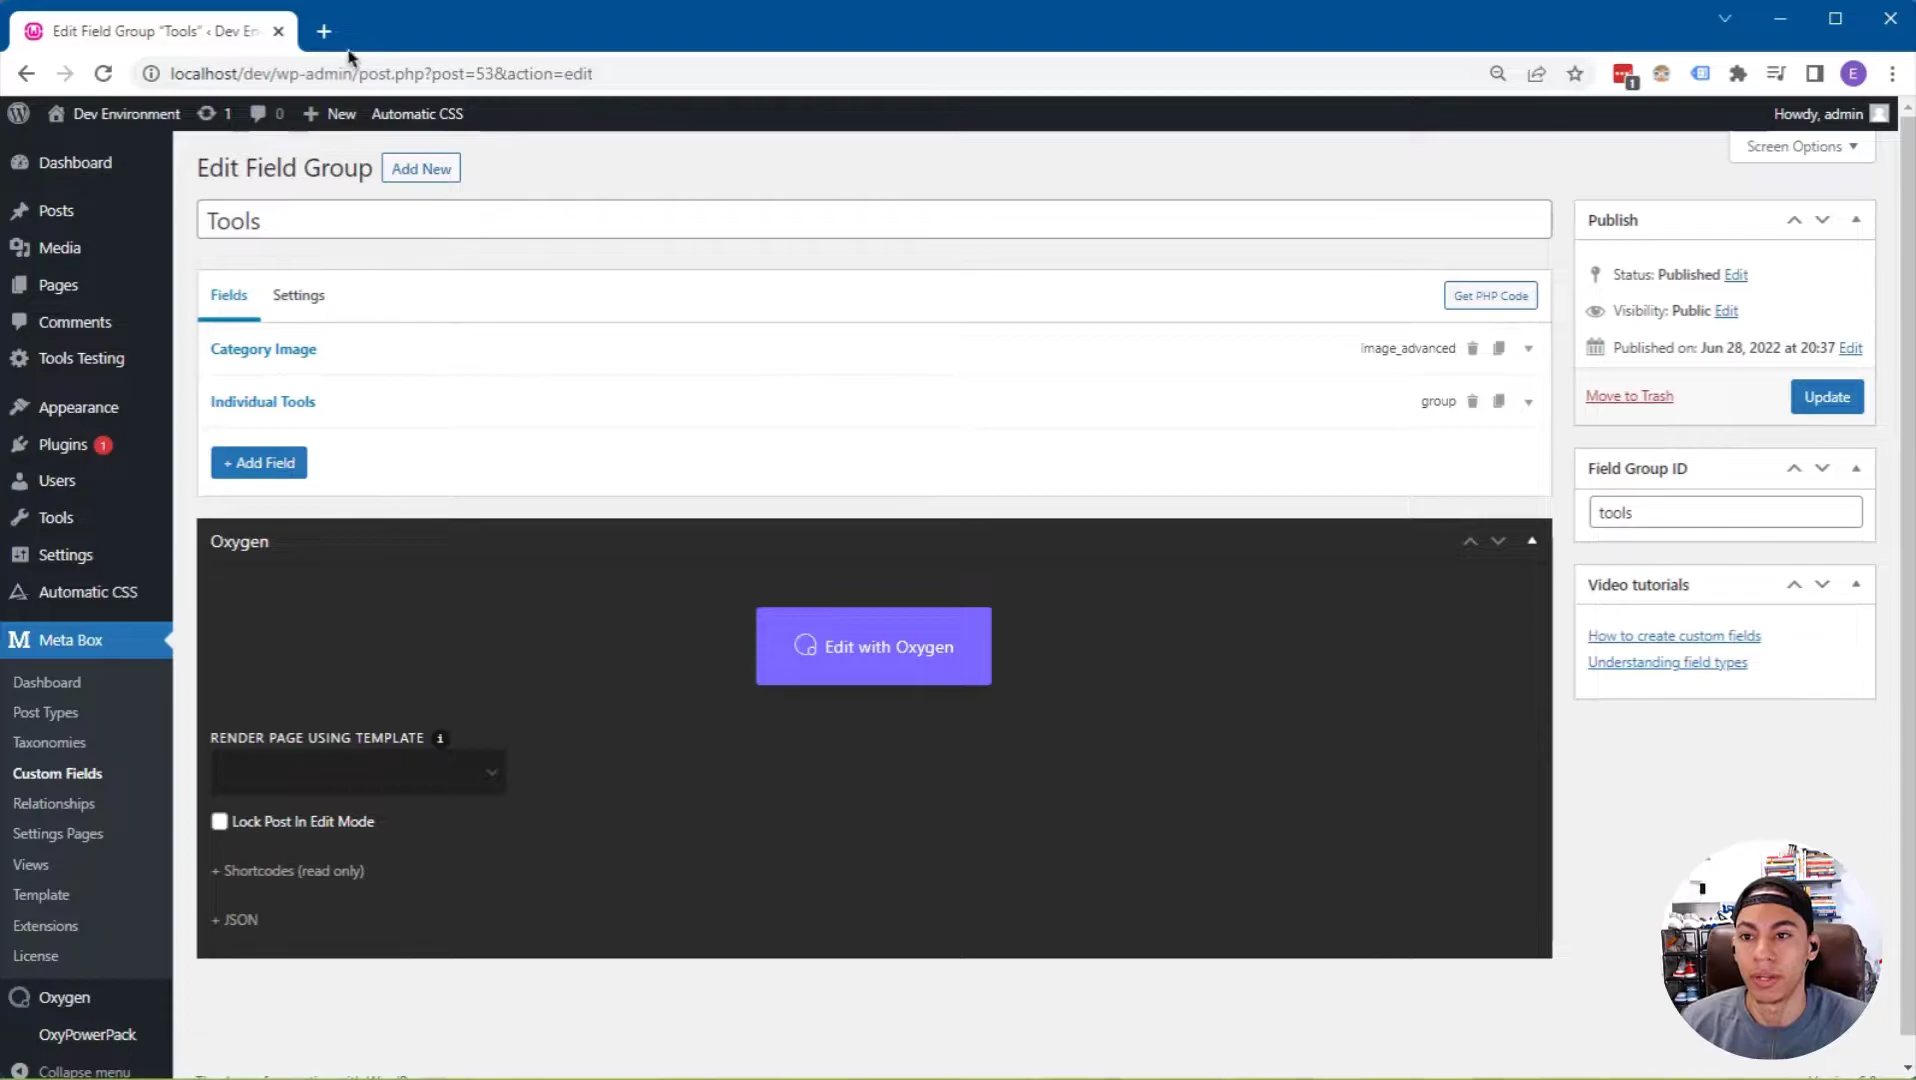 Edit Field Group "Tools" ‹ Dev En
localhost/dev/wp-admin/post.php?post=53&action=edit
1
E
Dev Environment
1
0
New
Automatic CSS
Howdy, admin
Screen Options
Dashboard
Posts
Media
Pages
Comments
Tools Testing
Appearance
Plugins 1
Users
Tools
Settings
Automatic CSS
Meta Box
Dashboard
Post Types
Taxonomies
Custom Fields
Relationships
Settings Pages
Views
Template
Extensions
License
Oxygen
OxyPowerPack
Collapse menu
Edit Field Group
Add New
Tools
Fields
Settings
Get PHP Code
Category Image
image_advanced
Individual Tools
group
+ Add Field
Oxygen
Edit with Oxygen
RENDER PAGE USING TEMPLATE
Lock Post In Edit Mode
+ Shortcodes (read only)
+ JSON
Publish
Status: Published Edit
Visibility: Public Edit
Published on: Jun 28, 2022 at 20:37 Edit
Move to Trash
Update
Field Group ID
tools
Video tutorials
How to create custom fields
Understanding field types